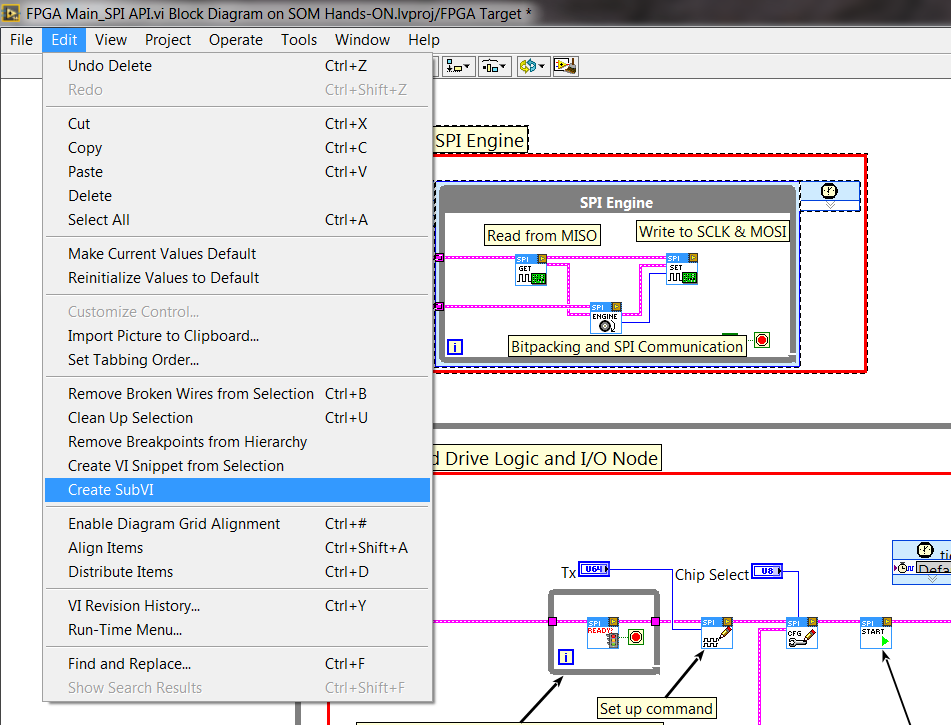 FPGA Main_SPI API.vi Block Diagram on SOM Hands-ON.lvproj/FPGA Target *
File Edit View Project Operate Tools Window Help
Undo Delete Ctrl+Z
Redo Ctrl+Shift+Z
Cut Ctrl+X
Copy Ctrl+C
Paste Ctrl+V
Delete
Select All Ctrl+A
Make Current Values Default
Reinitialize Values to Default
Customize Control...
Import Picture to Clipboard...
Set Tabbing Order...
Remove Broken Wires from Selection Ctrl+B
Clean Up Selection Ctrl+U
Remove Breakpoints from Hierarchy
Create VI Snippet from Selection
Create SubVI
Enable Diagram Grid Alignment Ctrl+#
Align Items Ctrl+Shift+A
Distribute Items Ctrl+D
VI Revision History... Ctrl+Y
Run-Time Menu...
Find and Replace... Ctrl+F
Show Search Results Ctrl+Shift+F
SPI Engine
SPI Engine
Read from MISO
Write to SCLK & MOSI
SPI
GET
SPI
SET
SPI
ENGINE
i
Bitpacking and SPI Communication
d Drive Logic and I/O Node
Tx U64
Chip Select U8
SPI
READY
i
SPI
SPI
CFG
SPI
START
Set up command